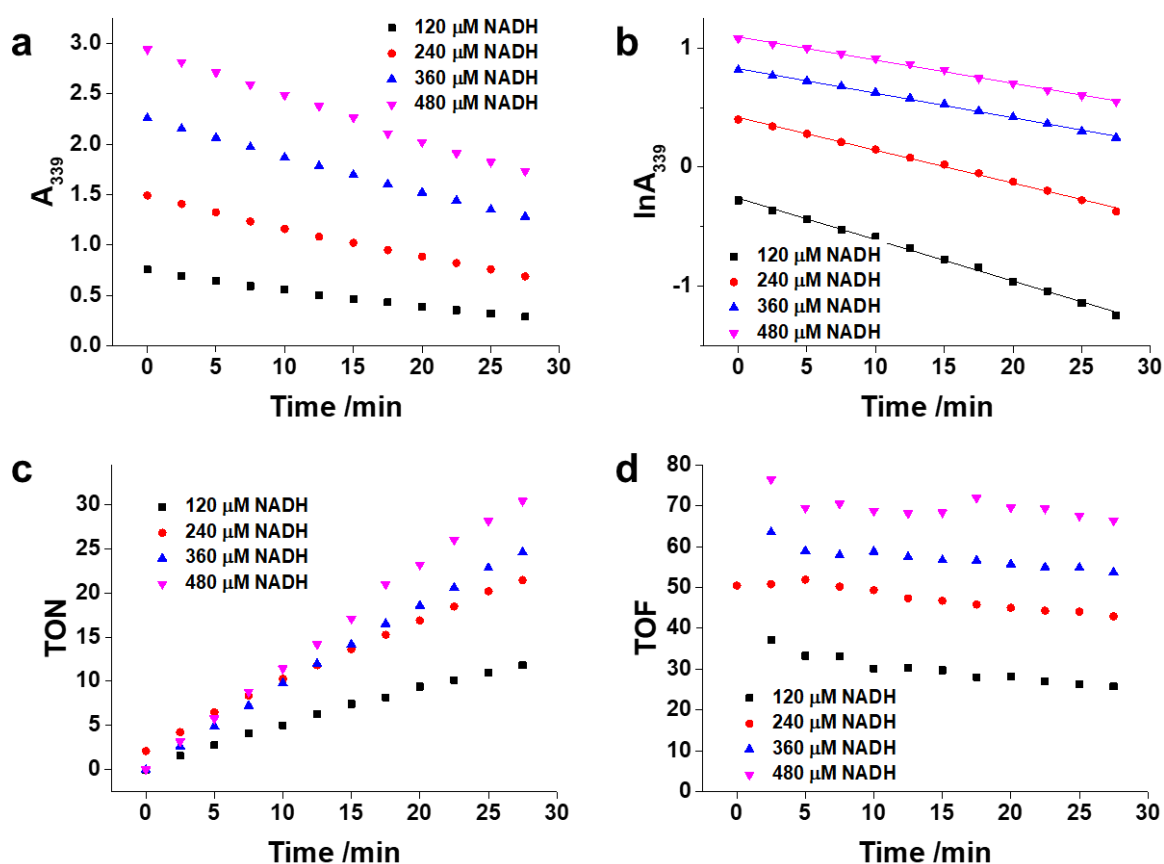 a
A339
3.0
2.5
2.0
1.5
1.0
0.5
0.0
120 μM NADH
240 μM NADH
360 μM NADH
480 μM NADH
0 5 10 15 20 25 30
Time /min
b
lnA339
1
0
-1
120 μM NADH
240 μM NADH
360 μM NADH
480 μM NADH
0 5 10 15 20 25 30
Time /min
c
TON
30
25
20
15
10
5
0
120 μM NADH
240 μM NADH
360 μM NADH
480 μM NADH
0 5 10 15 20 25 30
Time /min
d
TOF
80
70
60
50
40
30
20
10
0
120 μM NADH
240 μM NADH
360 μM NADH
480 μM NADH
0 5 10 15 20 25 30
Time /min